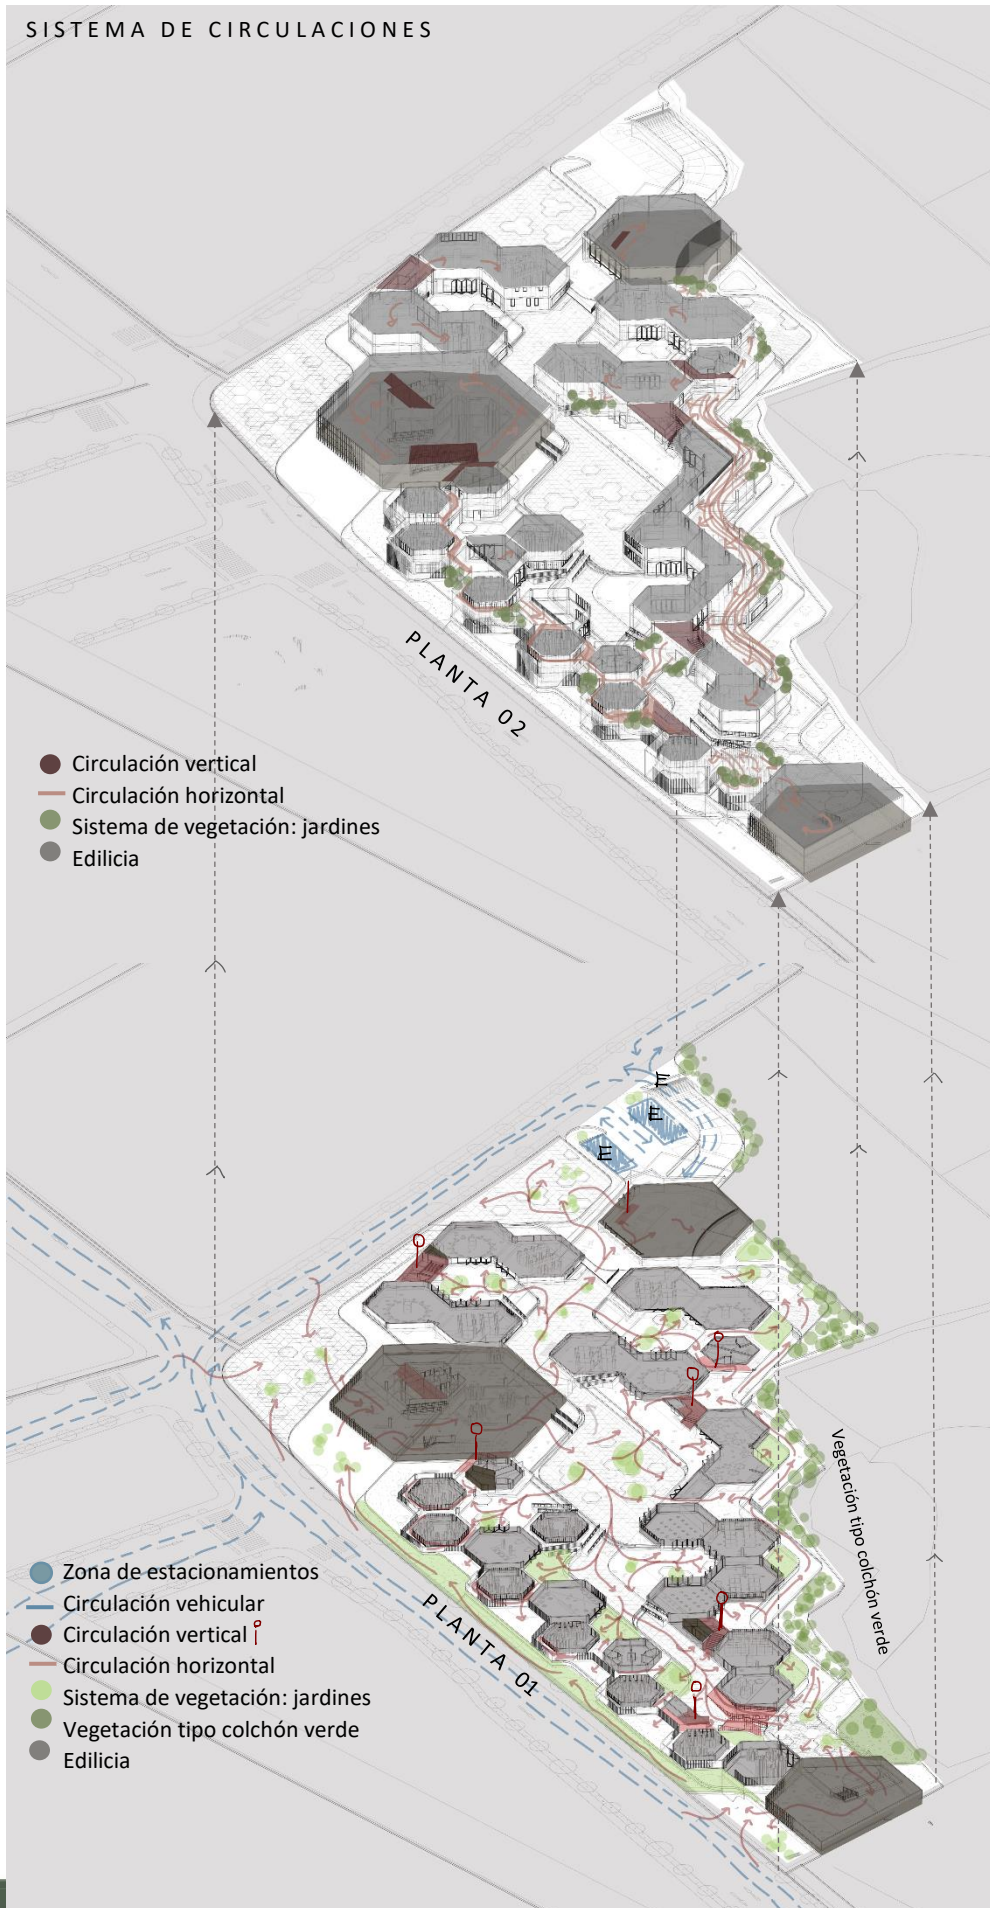 SISTEMA DE CIRCULACIONES
PLANTA 02
Circulación vertical
Circulación horizontal
Sistema de vegetación: jardines
Edilicia
E
E
E
Vegetación tipo colchón verde
PLANTA 01
Zona de estacionamientos
Circulación vehicular
Circulación vertical
Circulación horizontal
Sistema de vegetación: jardines
Vegetación tipo colchón verde
Edilicia